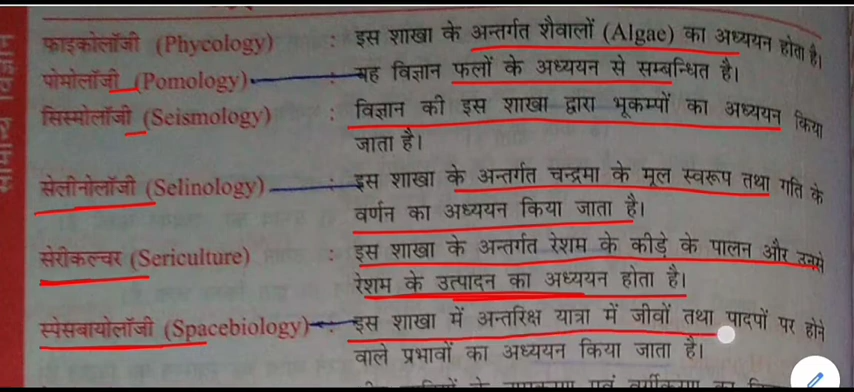 सामान्य विज्ञान
फाइकोलॉजी (Phycology) : इस शाखा के अन्तर्गत शैवालों (Algae) का अध्ययन होता है।
पोमोलॉजी (Pomology) : यह विज्ञान फलों के अध्ययन से सम्बन्धित है।
सिस्मोलॉजी (Seismology) : विज्ञान की इस शाखा द्वारा भूकम्पों का अध्ययन किया
जाता है।
सेलीनोलॉजी (Selinology) : इस शाखा के अन्तर्गत चन्द्रमा के मूल स्वरूप तथा गति के
वर्णन का अध्ययन किया जाता है।
सेरीकल्चर (Sericulture) : इस शाखा के अन्तर्गत रेशम के कीड़े के पालन और उनसे
रेशम के उत्पादन का अध्ययन होता है।
स्पेसबायोलॉजी (Spacebiology) : इस शाखा में अन्तरिक्ष यात्रा में जीवों तथा पादपों पर होने
वाले प्रभावों का अध्ययन किया जाता है।